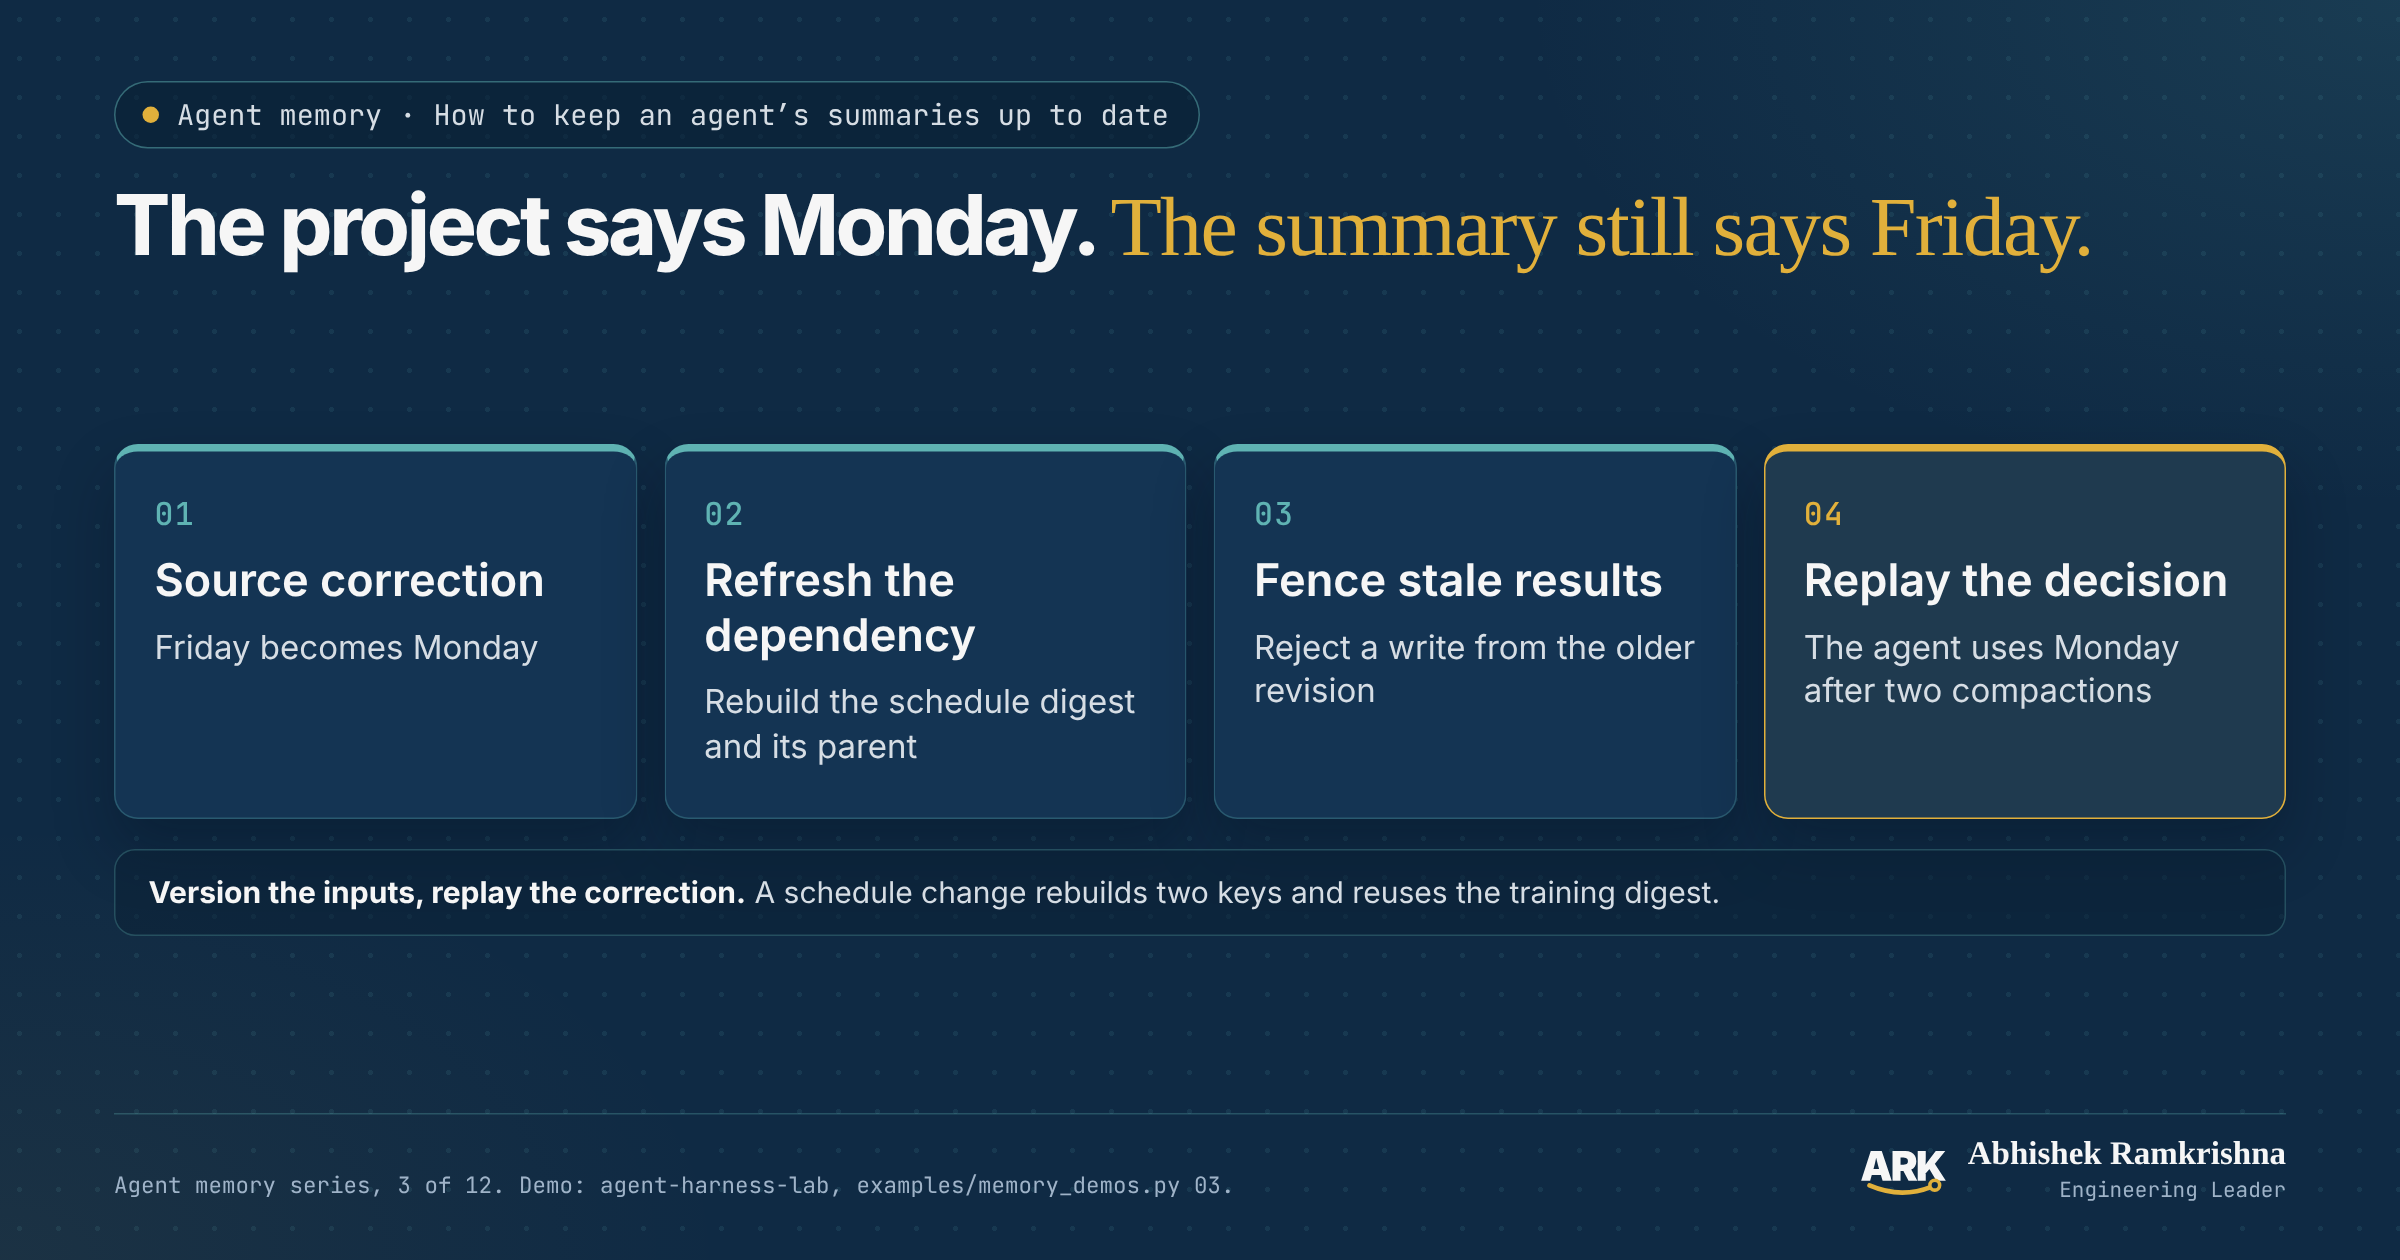 Agent memory · How to keep an agent’s summaries up to date
The project says Monday. The summary still says Friday.
01
Source correction
Friday becomes Monday
02
Refresh the
dependency
Rebuild the schedule digest
and its parent
03
Fence stale results
Reject a write from the older
revision
04
Replay the decision
The agent uses Monday
after two compactions
Version the inputs, replay the correction. A schedule change rebuilds two keys and reuses the training digest.
Agent memory series, 3 of 12. Demo: agent-harness-lab, examples/memory_demos.py 03.
ARK
Abhishek Ramkrishna
Engineering Leader